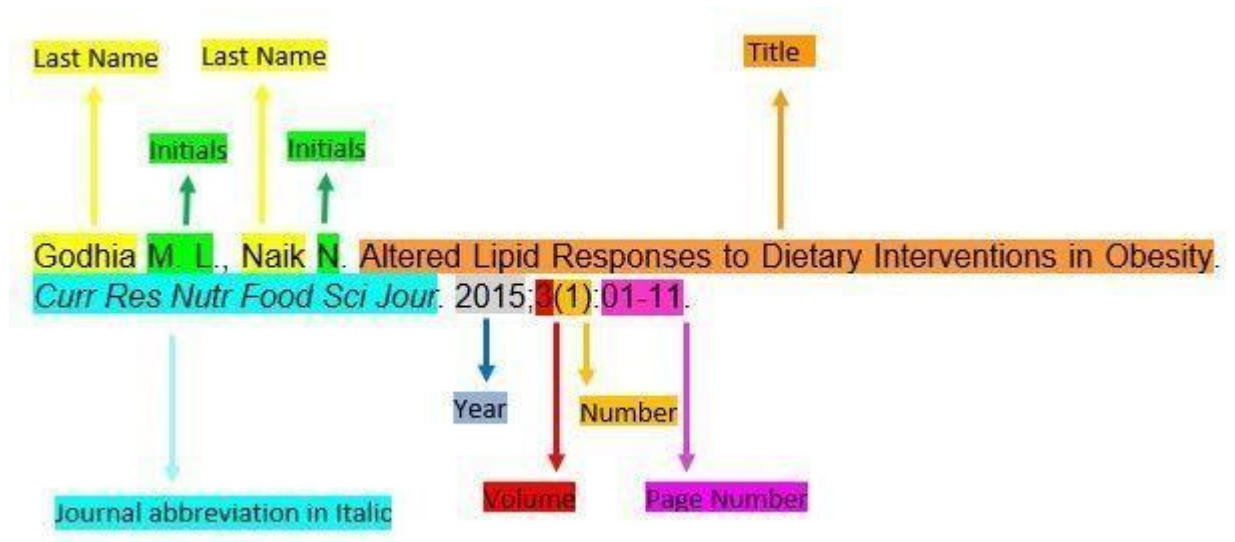 Last Name Last Name Title
Initials Initials
Godhia M. L., Naik N. Altered Lipid Responses to Dietary Interventions in Obesity.
Curr Res Nutr Food Sci Jour. 2015;3(1):01-11.
Year Number
Volume Page Number
Journal abbreviation in Italic